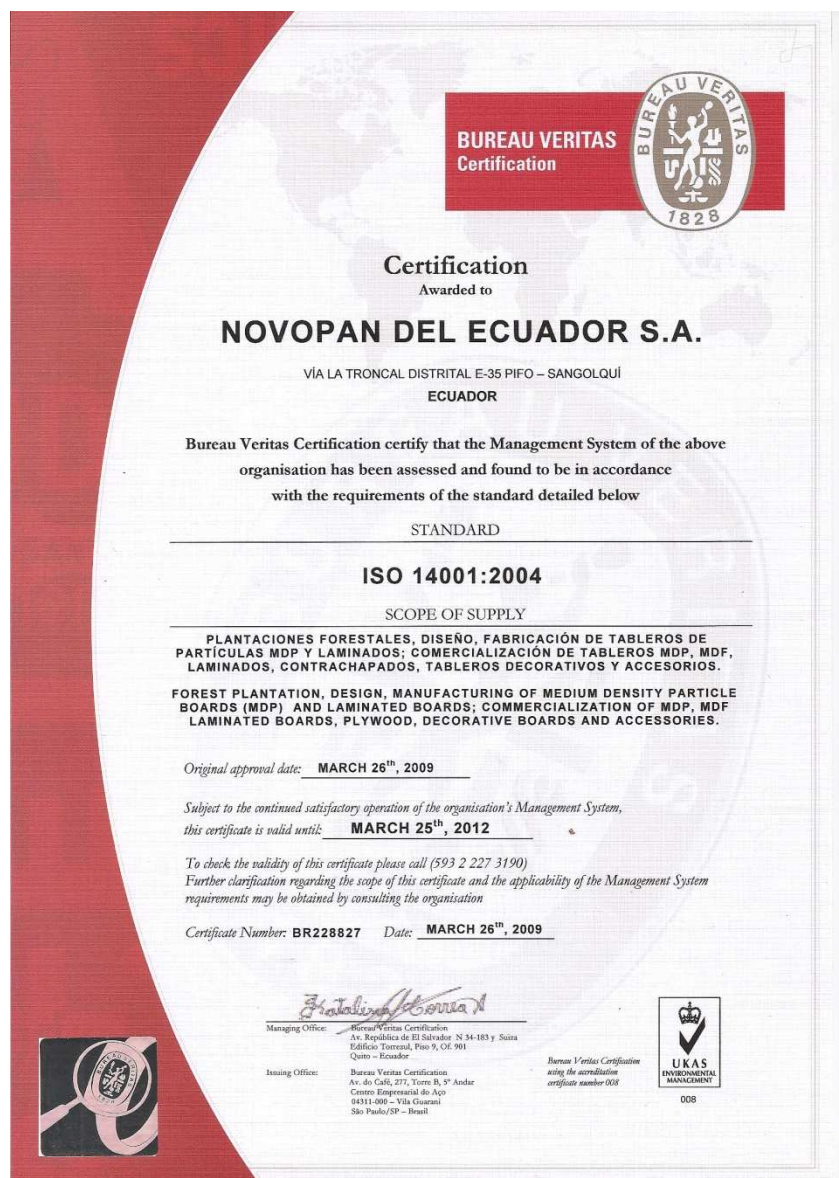 BUREAU VERITAS
Certification
BUREAU VERITAS
1828
Certification
Awarded to
NOVOPAN DEL ECUADOR S.A.
VÍA LA TRONCAL DISTRITAL E-35 PIFO – SANGOLQUÍ
ECUADOR
Bureau Veritas Certification certify that the Management System of the above
organisation has been assessed and found to be in accordance
with the requirements of the standard detailed below
STANDARD
ISO 14001:2004
SCOPE OF SUPPLY
PLANTACIONES FORESTALES, DISEÑO, FABRICACIÓN DE TABLEROS DE
PARTÍCULAS MDP Y LAMINADOS; COMERCIALIZACIÓN DE TABLEROS MDP, MDF,
LAMINADOS, CONTRACHAPADOS, TABLEROS DECORATIVOS Y ACCESORIOS.
FOREST PLANTATION, DESIGN, MANUFACTURING OF MEDIUM DENSITY PARTICLE
BOARDS (MDP) AND LAMINATED BOARDS; COMMERCIALIZATION OF MDP, MDF
LAMINATED BOARDS, PLYWOOD, DECORATIVE BOARDS AND ACCESSORIES.
Original approval date: MARCH 26th, 2009
Subject to the continued satisfactory operation of the organisation's Management System,
this certificate is valid until: MARCH 25th, 2012
To check the validity of this certificate please call (593 2 227 3190)
Further clarification regarding the scope of this certificate and the applicability of the Management System
requirements may be obtained by consulting the organisation
Certificate Number: BR228827 Date: MARCH 26th, 2009
Managing Office: Bureau Veritas Certification
Av. República de El Salvador N 34-183 y Suiza
Edificio Torrezul, Piso 9, Of. 901
Quito – Ecuador
Issuing Office: Bureau Veritas Certification
Av. do Café, 277, Torre B, 5º Andar
Centro Empresarial do Aço
04311-000 – Vila Guarani
São Paulo/SP – Brasil
Bureau Veritas Certification
using the accreditation
certificate number 008
UKAS
ENVIRONMENTAL
MANAGEMENT
008
BUREAU VERITAS
1828